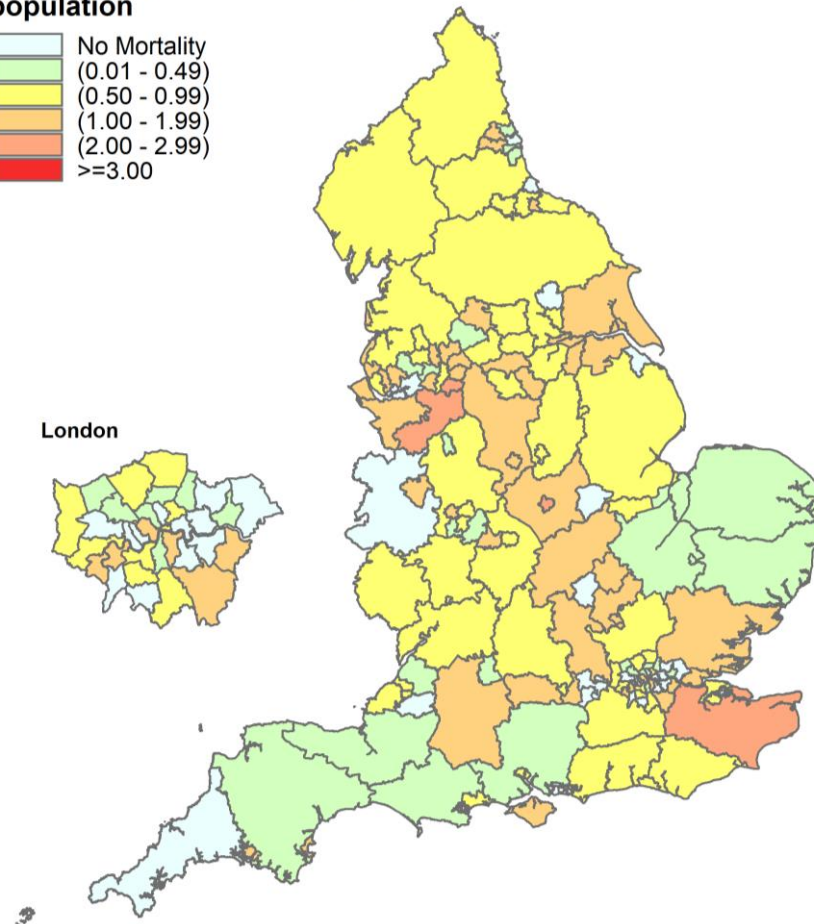 population
No Mortality
(0.01 - 0.49)
(0.50 - 0.99)
(1.00 - 1.99)
(2.00 - 2.99)
>=3.00
London